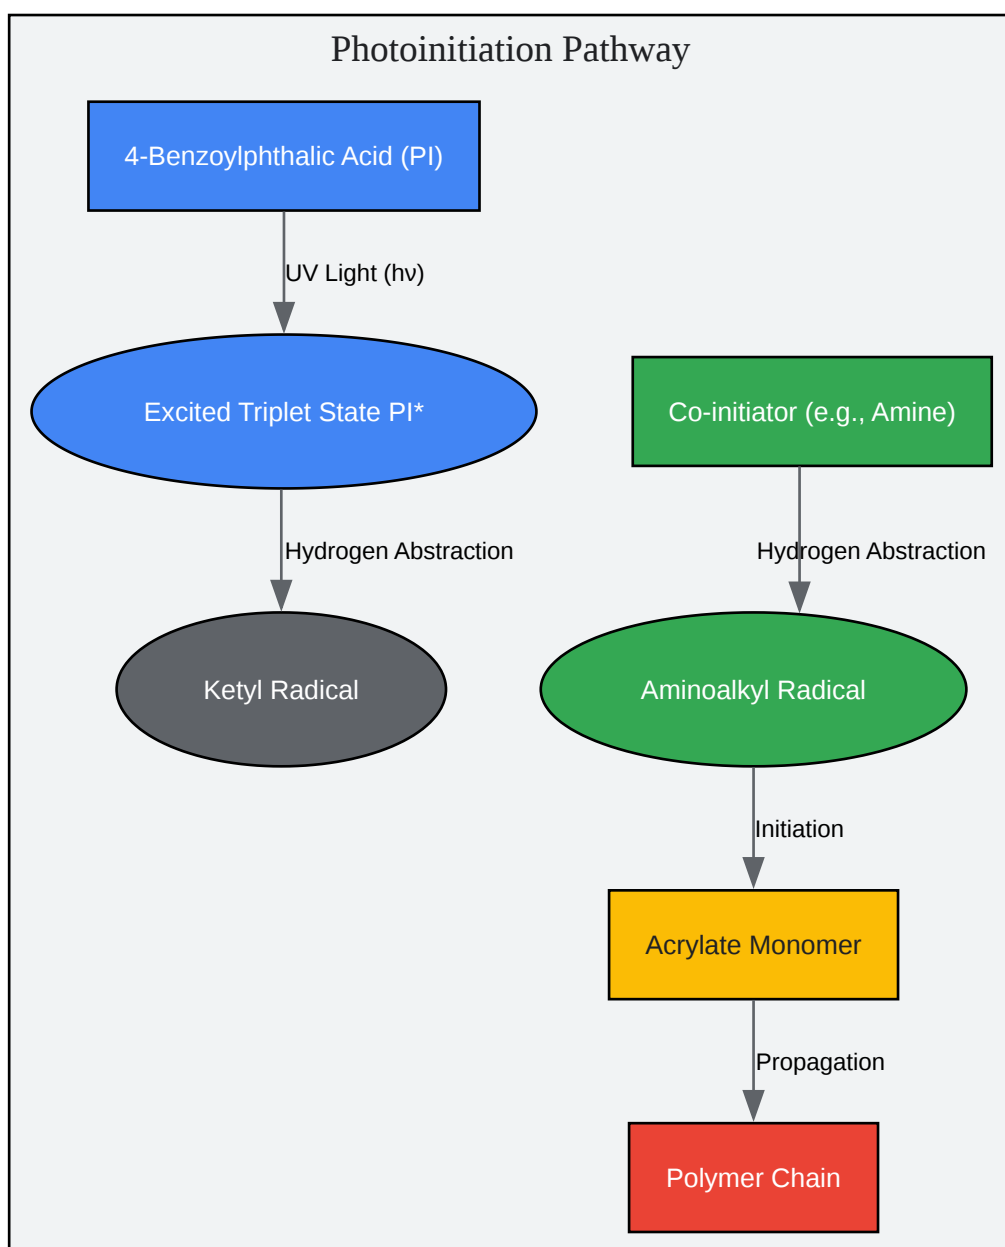 Photoinitiation Pathway
4-Benzoylphthalic Acid (PI)
UV Light (hν)
Excited Triplet State PI*
Co-initiator (e.g., Amine)
Hydrogen Abstraction
Hydrogen Abstraction
Ketyl Radical
Aminoalkyl Radical
Initiation
Acrylate Monomer
Propagation
Polymer Chain